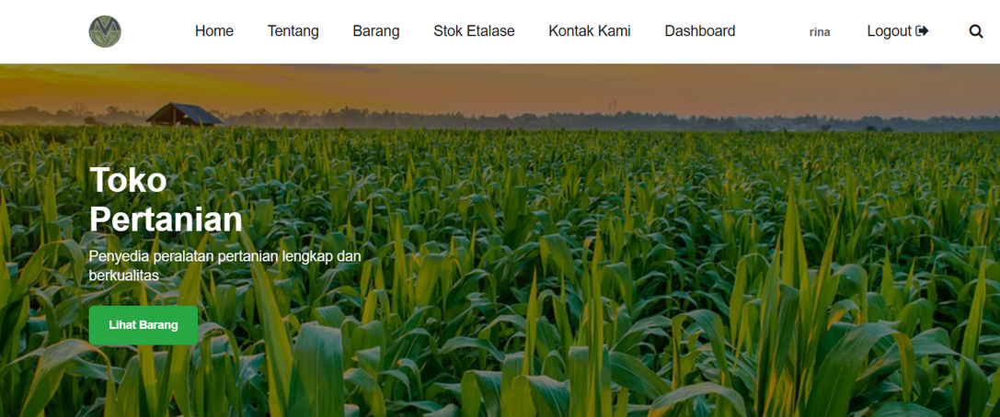 Home Tentang Barang Stok Etalase Kontak Kami Dashboard rina Logout
Toko
Pertanian
Penyedia peralatan pertanian lengkap dan
berkualitas
Lihat Barang